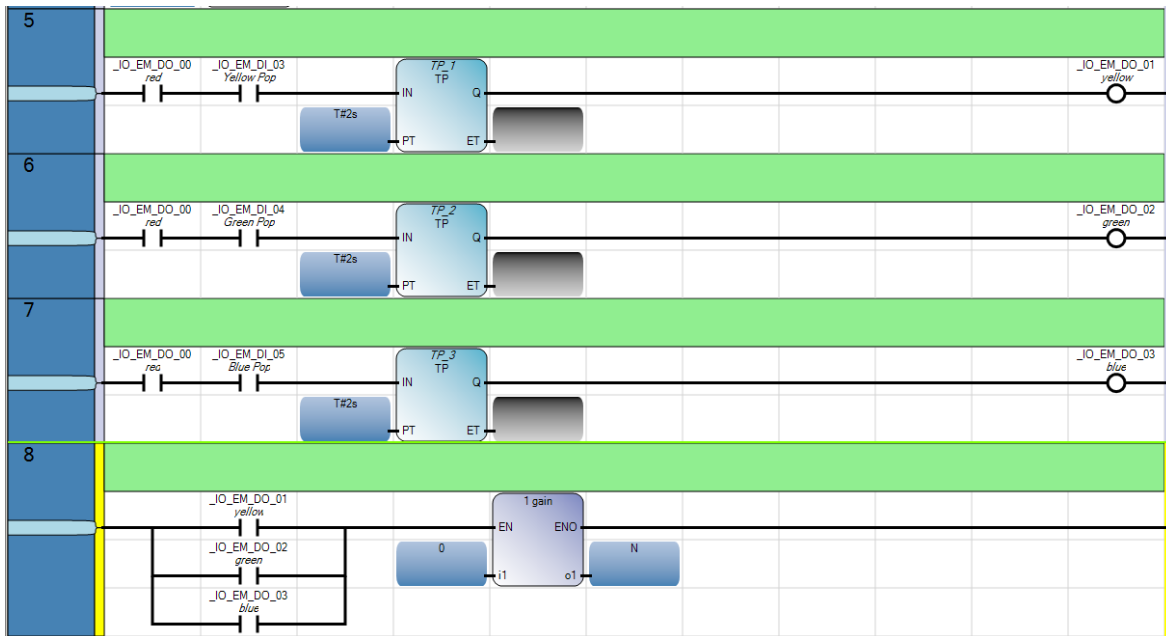 5
_IO_EM_DO_00 _IO_EM_DI_03 TP_1 _IO_EM_DO_01
red Yellow Pop TP yellow
IN Q
T#2s
PT ET
6
_IO_EM_DO_00 _IO_EM_DI_04 TP_2 _IO_EM_DO_02
red Green Pop TP green
IN Q
T#2s
PT ET
7
_IO_EM_DO_00 _IO_EM_DI_05 TP_3 _IO_EM_DO_03
red Blue Pop TP blue
IN Q
T#2s
PT ET
8
_IO_EM_DO_01 1 gain
yellow
EN ENO
_IO_EM_DO_02 0 N
green
i1 o1
_IO_EM_DO_03
blue